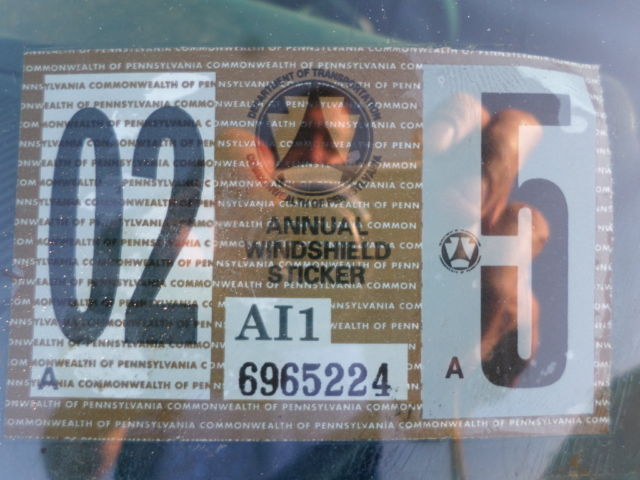 COMMONWEALTH OF PENNSYLVANIA
02
A
DEPARTMENT OF TRANSPORTATION
ANNUAL
WINDSHIELD
STICKER
AI1
6965224
5
A